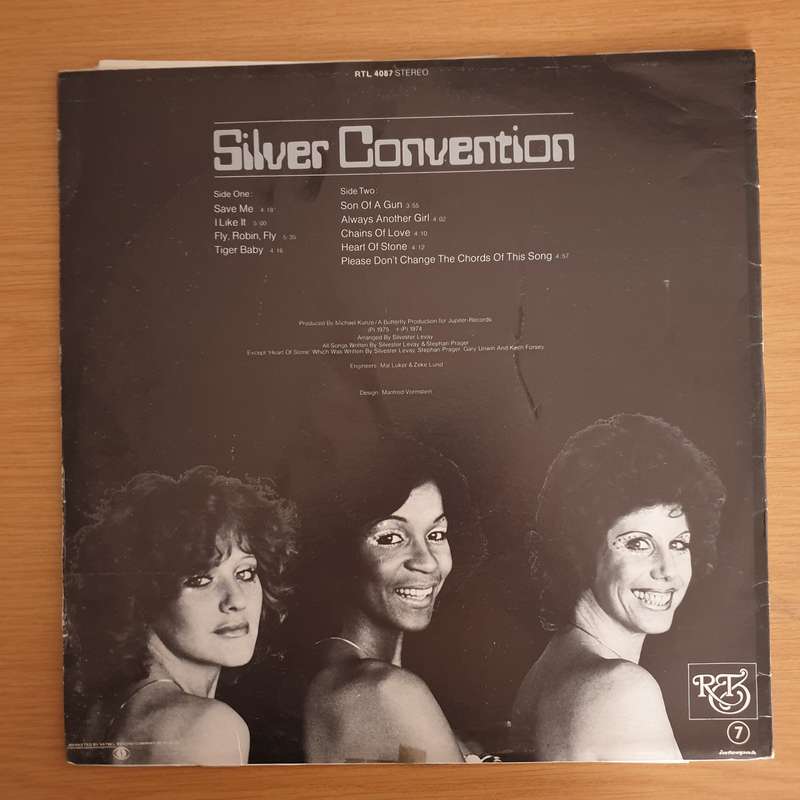 RTL 4087 STEREO
Silver Convention
Side One:
Save Me 4:18
I Like It 5:00
Fly, Robin, Fly 5:35
Tiger Baby 4:16
Side Two:
Son Of A Gun 3:55
Always Another Girl 4:02
Chains Of Love 4:10
Heart Of Stone 4:12
Please Don't Change The Chords Of This Song 4:57
Produced By Michael Kunze / A Butterfly Production for Jupiter-Records
(P) 1975 + (P) 1974
Arranged By Silvester Levay
All Songs Written By Silvester Levay & Stephan Prager
Except 'Heart Of Stone' Which Was Written By Silvester Levay, Stephan Prager, Gary Unwin And Keith Forsey.
Engineers: Mal Luker & Zeke Lund
Design: Manfred Vormstein
RTL
7